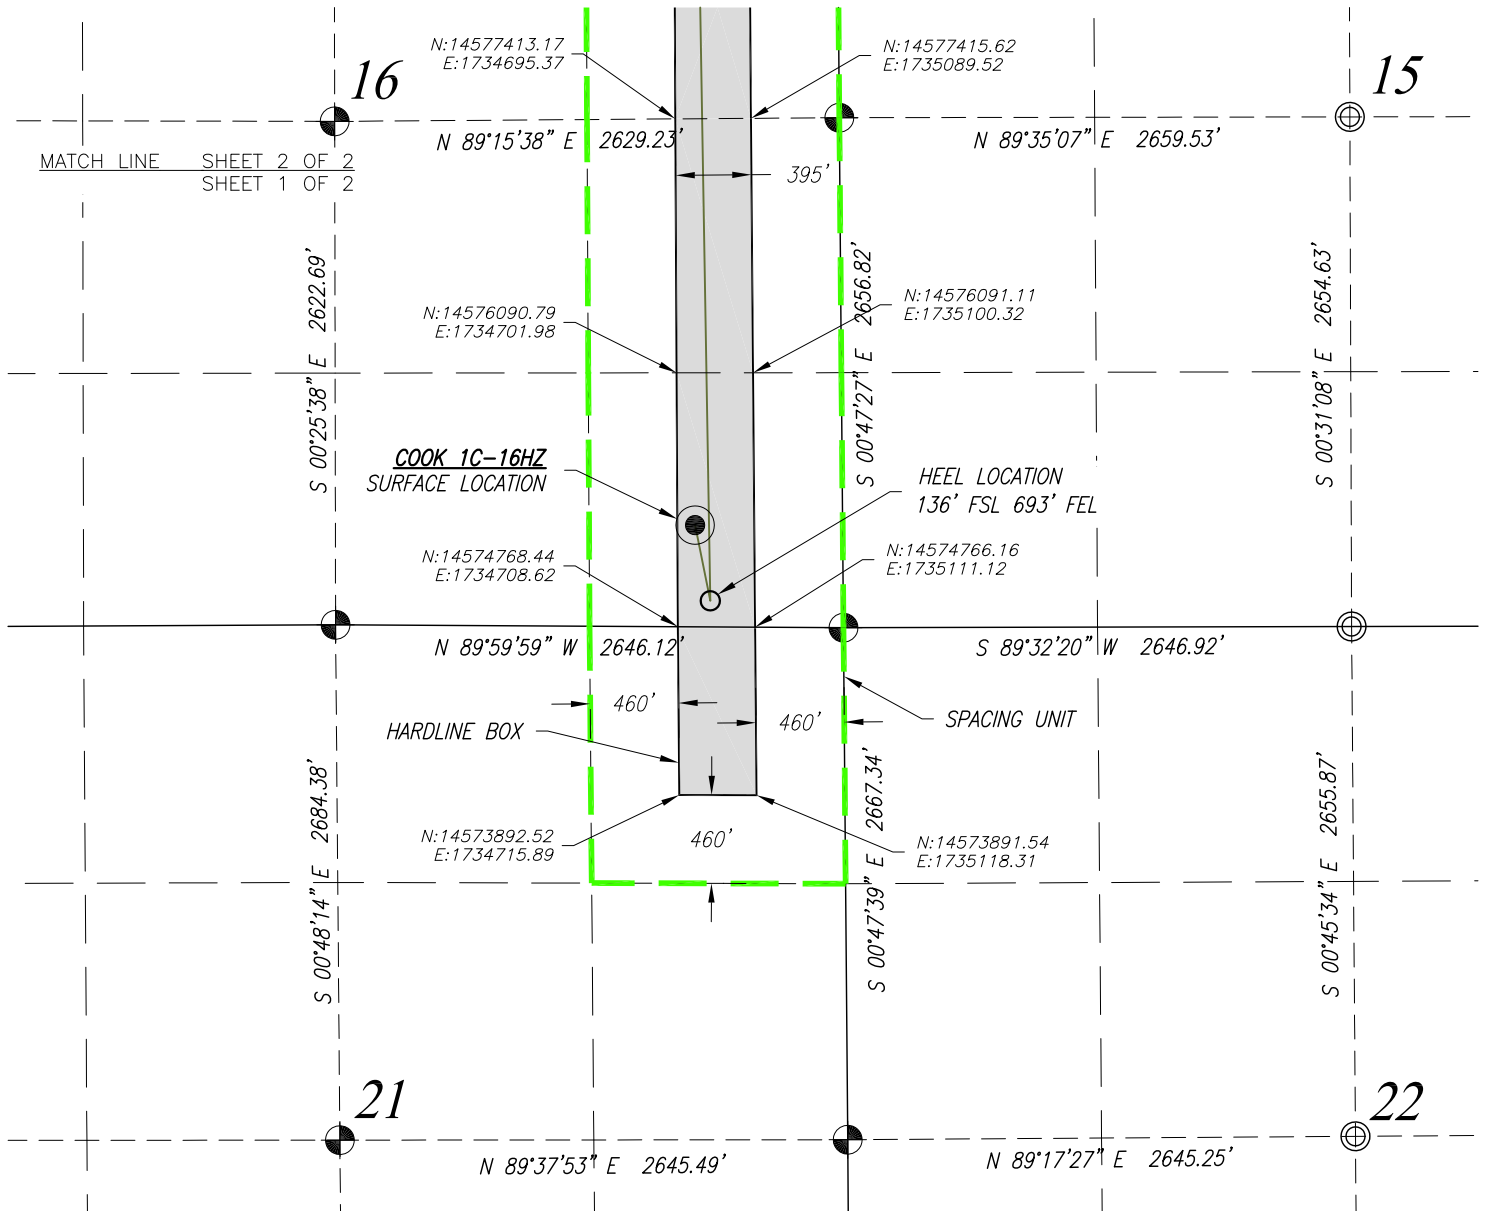 N:14577413.17
E:1734695.37
N:14577415.62
E:1735089.52
16
15
N 89°15'38" E 2629.23'
N 89°35'07" E 2659.53'
MATCH LINE SHEET 2 OF 2
SHEET 1 OF 2
395'
S 00°25'38" E 2622.69'
S 00°47'27" E 2656.82'
S 00°31'08" E 2654.63'
N:14576090.79
E:1734701.98
N:14576091.11
E:1735100.32
COOK 1C-16HZ
SURFACE LOCATION
HEEL LOCATION
136' FSL 693' FEL
N:14574768.44
E:1734708.62
N:14574766.16
E:1735111.12
N 89°59'59" W 2646.12'
S 89°32'20" W 2646.92'
460'
460'
HARDLINE BOX
SPACING UNIT
S 00°48'14" E 2684.38'
S 00°47'39" E 2667.34'
S 00°45'34" E 2655.87'
N:14573892.52
E:1734715.89
460'
N:14573891.54
E:1735118.31
21
22
N 89°37'53" E 2645.49'
N 89°17'27" E 2645.25'